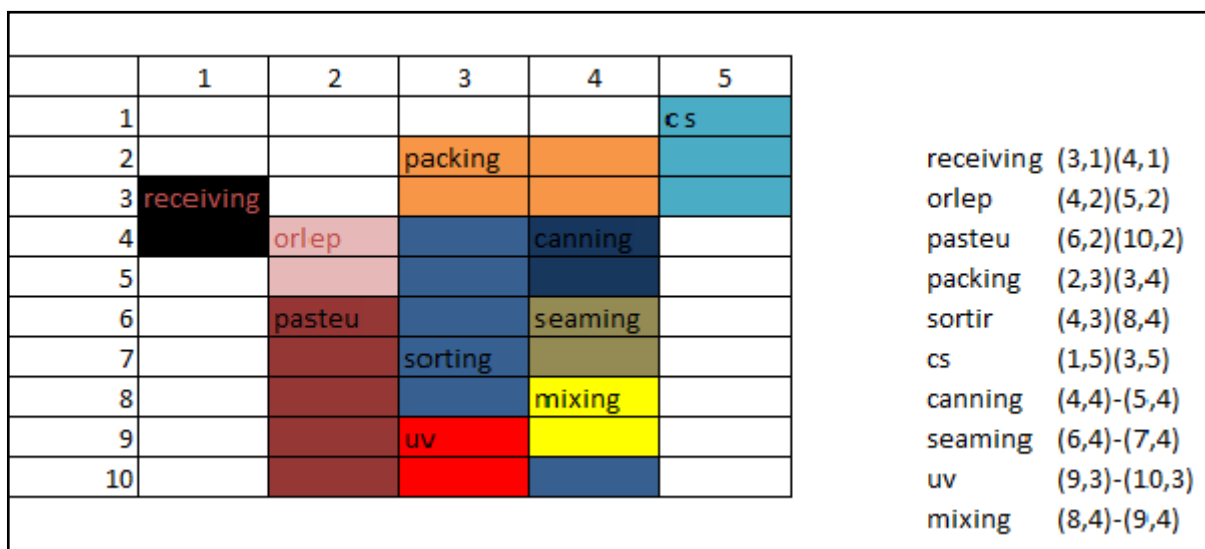 1 2 3 4 5
1 cs
2 packing
3 receiving
4 orlep canning
5
6 pasteu seaming
7 sorting
8 mixing
9 uv
10
receiving (3,1)(4,1)
orlep (4,2)(5,2)
pasteu (6,2)(10,2)
packing (2,3)(3,4)
sortir (4,3)(8,4)
cs (1,5)(3,5)
canning (4,4)-(5,4)
seaming (6,4)-(7,4)
uv (9,3)-(10,3)
mixing (8,4)-(9,4)